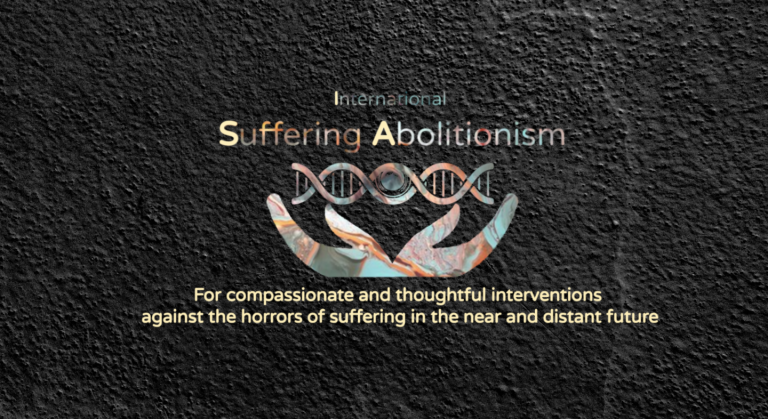 International
Suffering Abolitionism
For compassionate and thoughtful interventions
against the horrors of suffering in the near and distant future